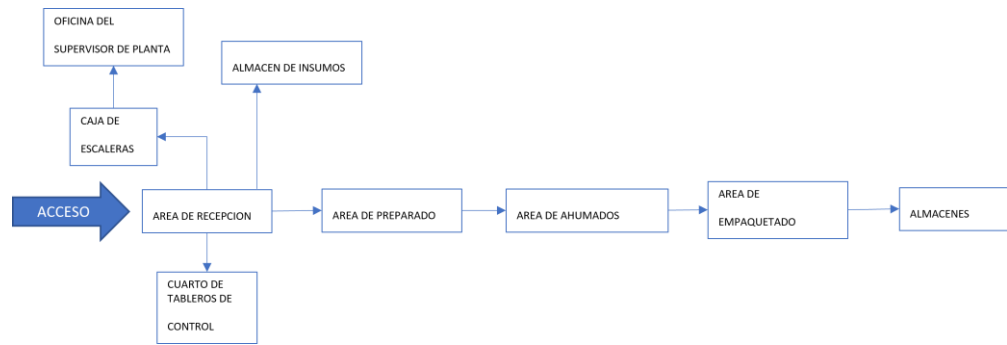 OFICINA DEL
SUPERVISOR DE PLANTA
ALMACEN DE INSUMOS
CAJA DE
ESCALERAS
ACCESO
AREA DE RECEPCION
AREA DE PREPARADO
AREA DE AHUMADOS
AREA DE
EMPAQUETADO
ALMACENES
CUARTO DE
TABLEROS DE
CONTROL